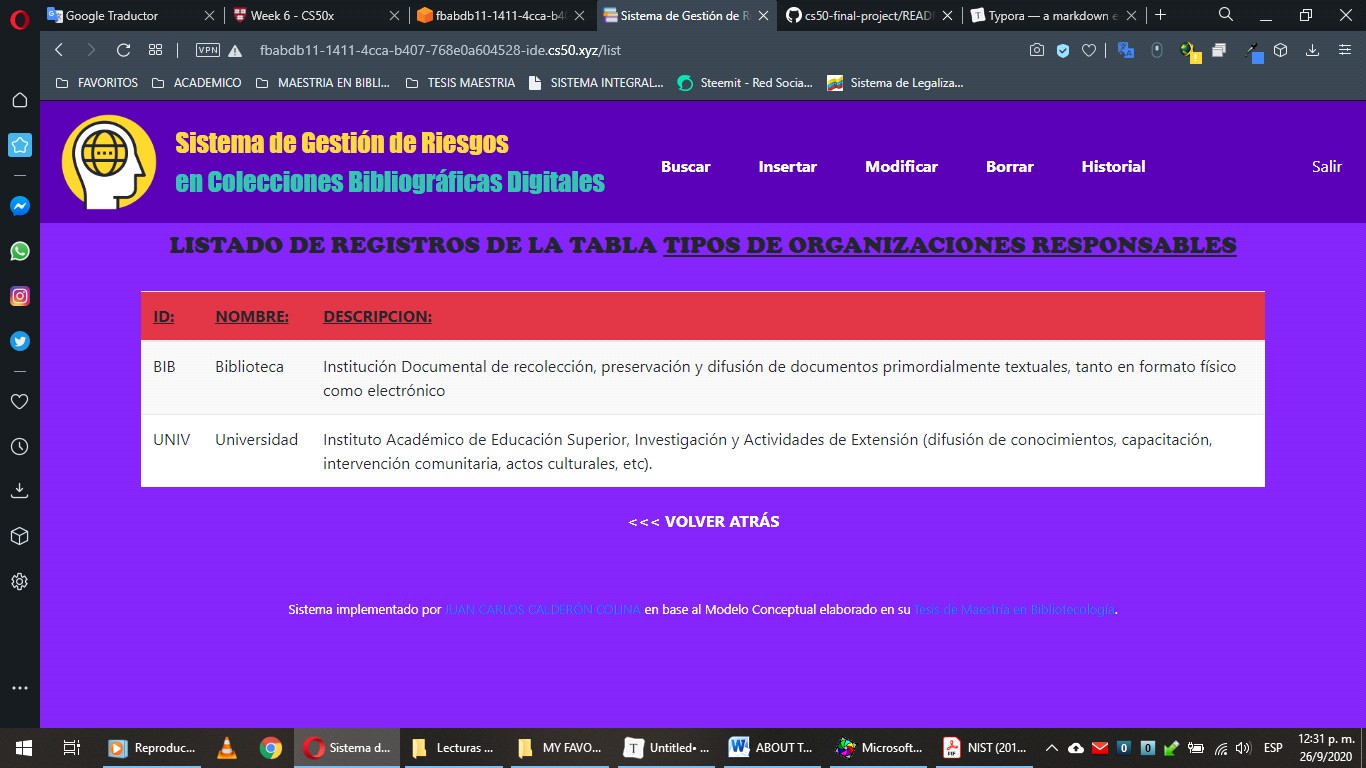 Google Traductor
Week 6 - CS50x
fbabdb11-1411-4cca-b4
Sistema de Gestión de R
cs50-final-project/READ
Typora — a markdown e
VPN
fbabdb11-1411-4cca-b407-768e0a604528-ide.cs50.xyz/list
FAVORITOS ACADEMICO MAESTRIA EN BIBLI... TESIS MAESTRIA SISTEMA INTEGRAL... Steemit - Red Socia... Sistema de Legaliza...
Sistema de Gestión de Riesgos
en Colecciones Bibliográficas Digitales
Buscar Insertar Modificar Borrar Historial Salir
LISTADO DE REGISTROS DE LA TABLA TIPOS DE ORGANIZACIONES RESPONSABLES
ID: NOMBRE: DESCRIPCION:
BIB Biblioteca Institución Documental de recolección, preservación y difusión de documentos primordialmente textuales, tanto en formato físico
como electrónico
UNIV Universidad Instituto Académico de Educación Superior, Investigación y Actividades de Extensión (difusión de conocimientos, capacitación,
intervención comunitaria, actos culturales, etc).
<<< VOLVER ATRÁS
Sistema implementado por JUAN CARLOS CALDERÓN COLINA en base al Modelo Conceptual elaborado en su Tesis de Maestría en Bibliotecología.
Reproduc... Sistema d... Lecturas ... MY FAVO... Untitled• ... ABOUT T... Microsoft... NIST (201... 0 0 ESP 12:31 p. m.
26/9/2020